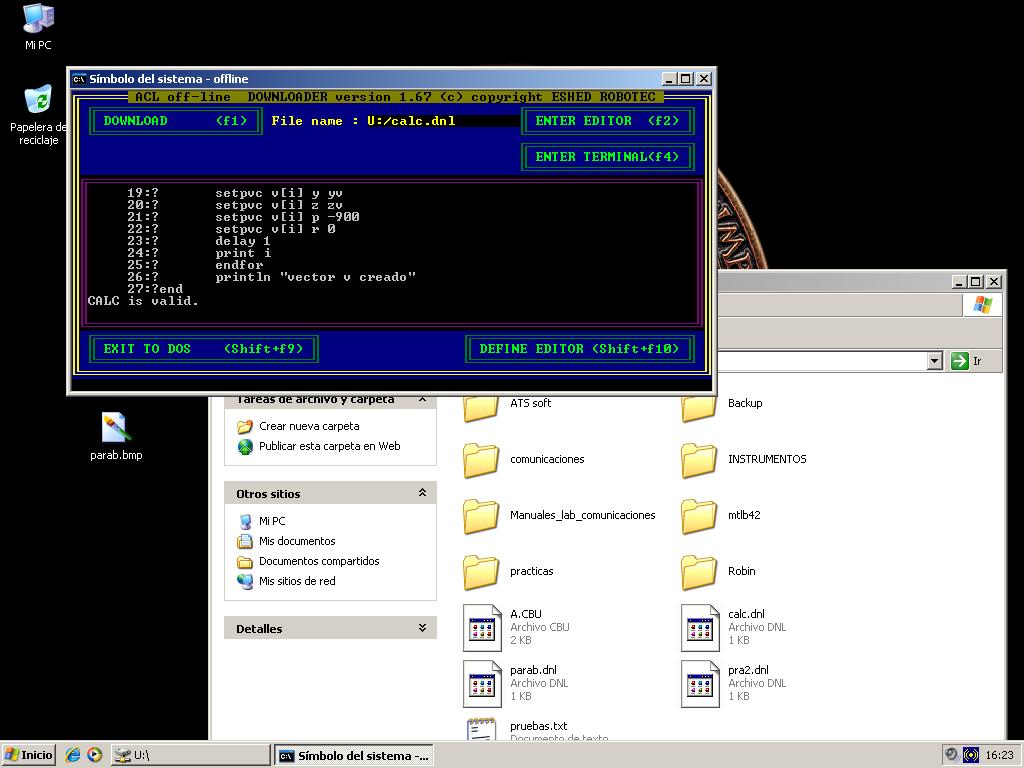 Mi PC
Papelera de
reciclaje
parab.bmp
Símbolo del sistema - offline
ACL off-line DOWNLOADER version 1.67 (c) copyright ESHED ROBOTEC
DOWNLOAD (f1)
File name : U:/calc.dnl
ENTER EDITOR (f2)
ENTER TERMINAL(f4)
19:? setpvc v[i] y yv
20:? setpvc v[i] z zv
21:? setpvc v[i] p -900
22:? setpvc v[i] r 0
23:? delay 1
24:? print i
25:? endfor
26:? println "vector v creado"
27:?end
CALC is valid.
EXIT TO DOS (Shift+f9)
DEFINE EDITOR (Shift+f10)
Ir
Tareas de archivo y carpeta
Crear nueva carpeta
Publicar esta carpeta en Web
Otros sitios
Mi PC
Mis documentos
Documentos compartidos
Mis sitios de red
Detalles
ATS soft
Backup
comunicaciones
INSTRUMENTOS
Manuales_lab_comunicaciones
mtlb42
practicas
Robin
A.CBU
Archivo CBU
2 KB
calc.dnl
Archivo DNL
1 KB
parab.dnl
Archivo DNL
1 KB
pra2.dnl
Archivo DNL
1 KB
pruebas.txt
Documento de texto
Inicio
U:\
Símbolo del sistema -...
16:23